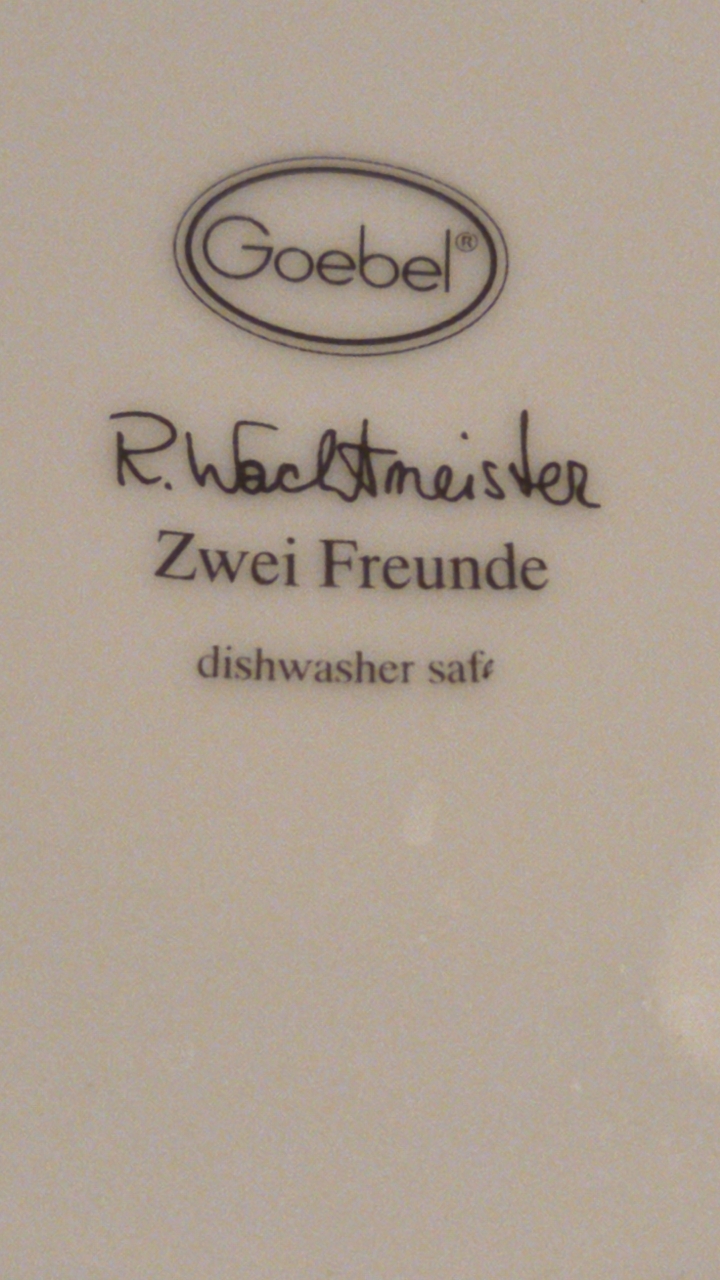 Goebel®
R. Wachtmeister
Zwei Freunde
dishwasher safe